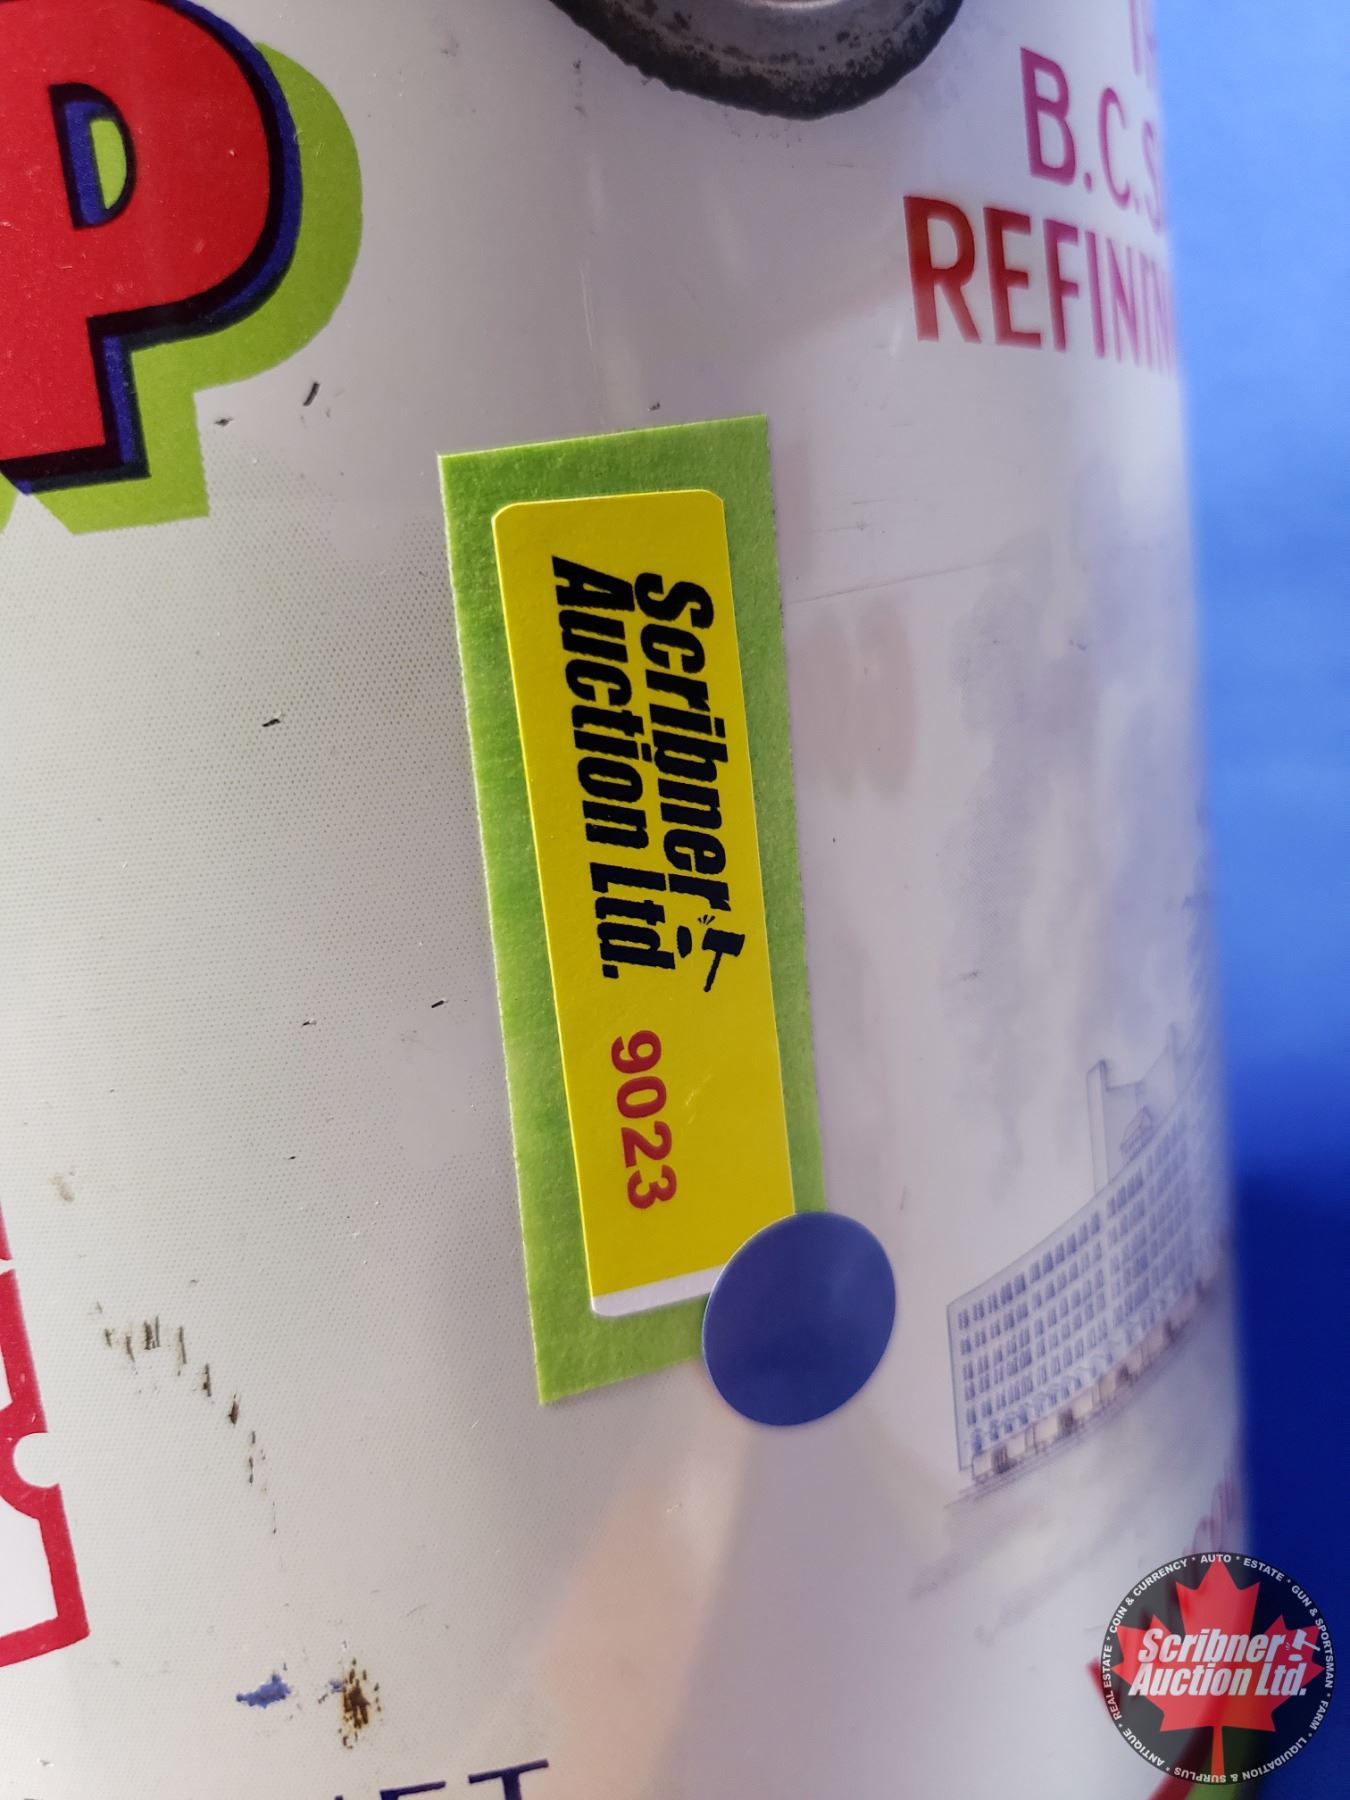 P
B.C.
REFININ
Scribner
Auction Ltd.
9023
ET
Scribner
Auction Ltd.
REAL ESTATE * COIN & CURRENCY * AUTO * ESTATE * GUN & SPORTSMAN * FARM * LIQUIDATION & SURPLUS * ANTIQUE *